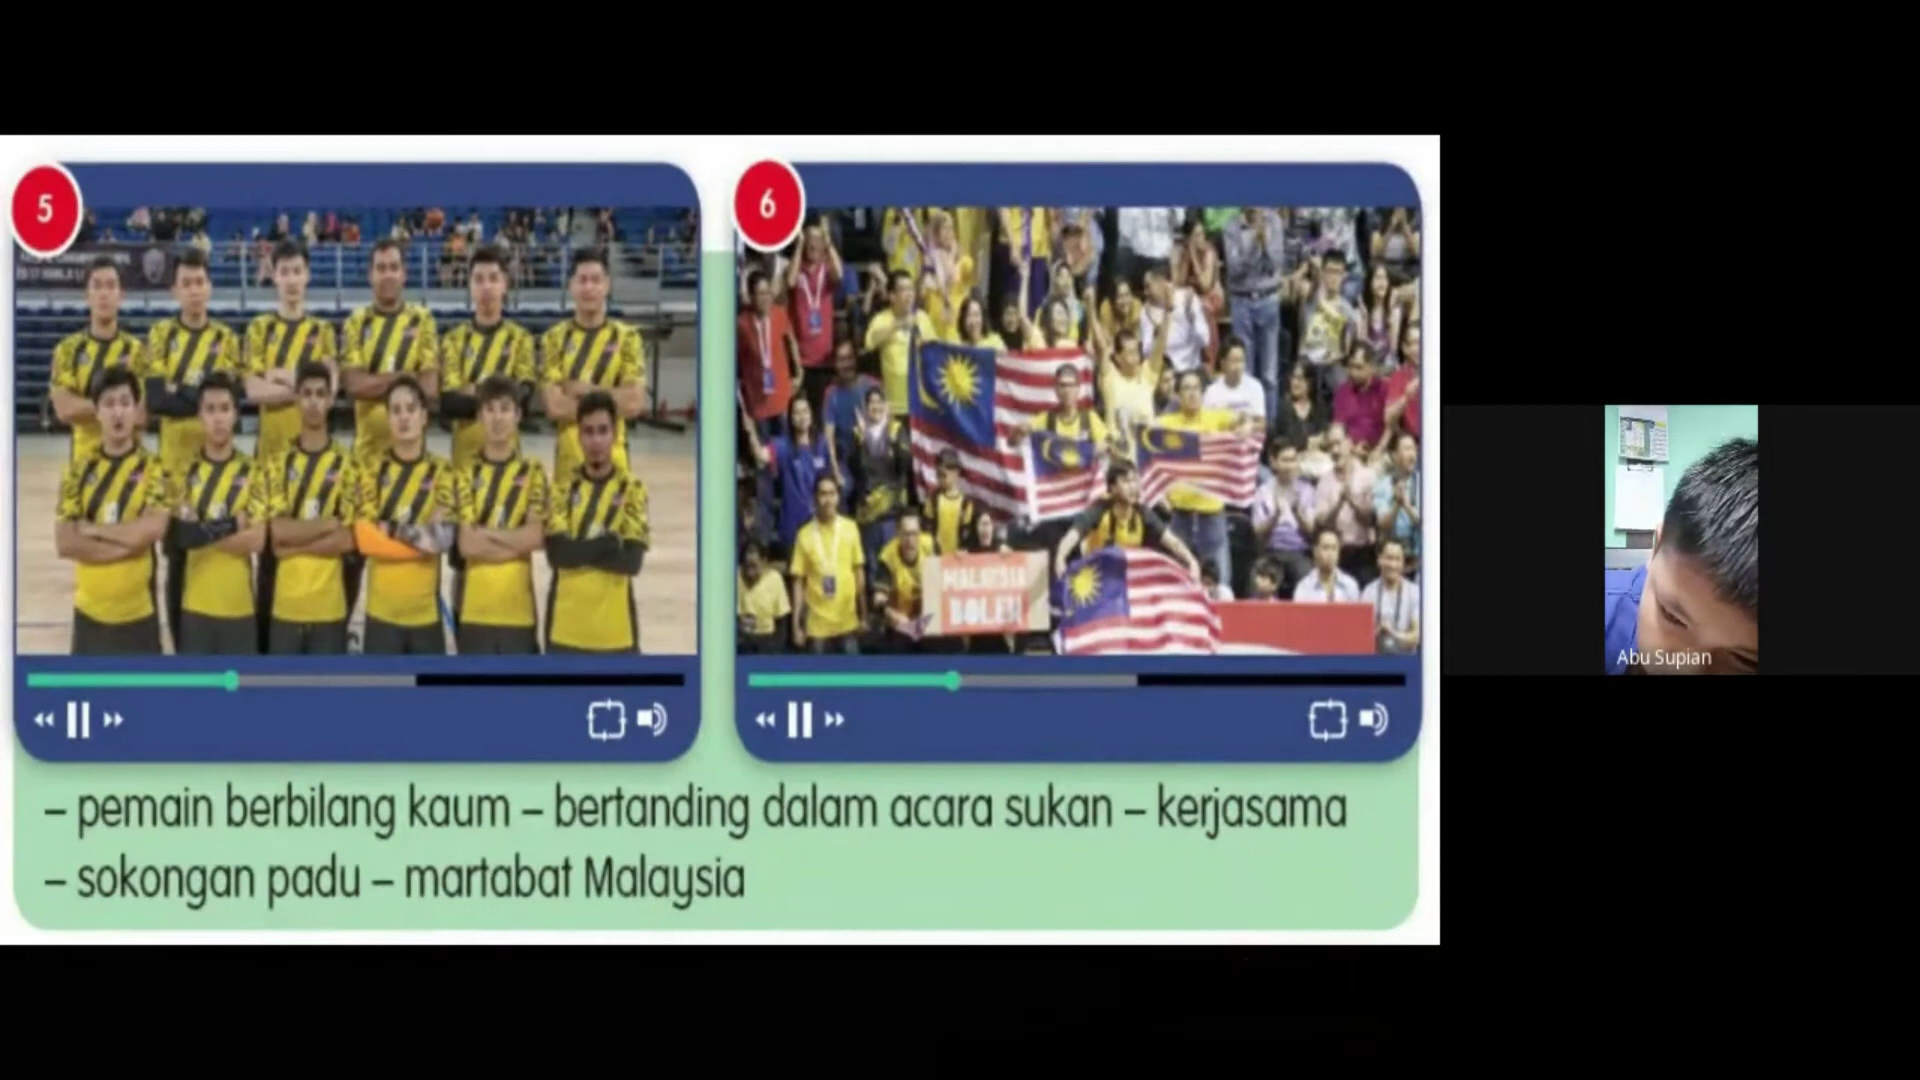 5
6
MALAYSIA
BOLEH
– pemain berbilang kaum – bertanding dalam acara sukan – kerjasama
– sokongan padu – martabat Malaysia
Abu Supian